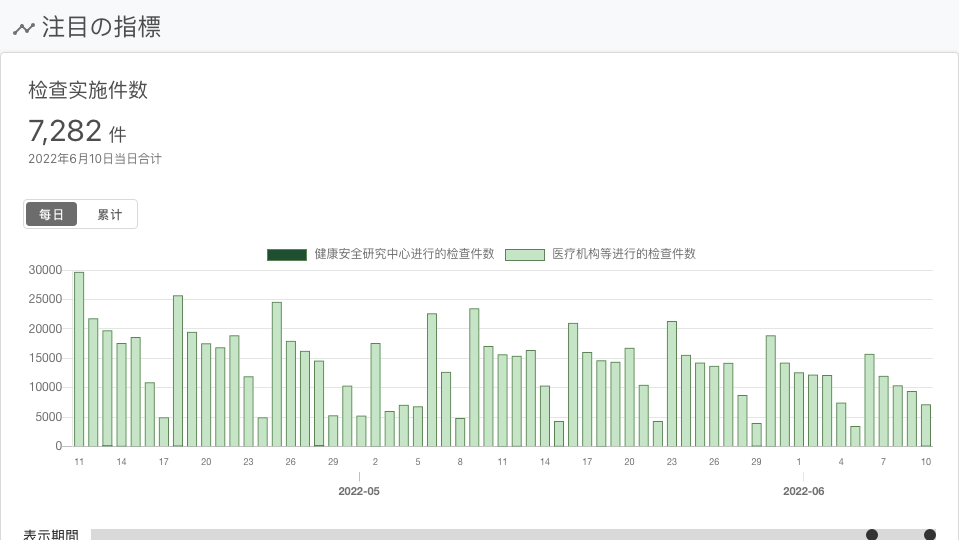 注目の指標
检查实施件数
7,282 件
2022年6月10日当日合计
每日 累计
健康安全研究中心进行的检查件数 医疗机构等进行的检查件数
30000
25000
20000
15000
10000
5000
0
11 14 17 20 23 26 29 2 5 8 11 14 17 20 23 26 29 1 4 7 10
2022-05 2022-06
表示期間